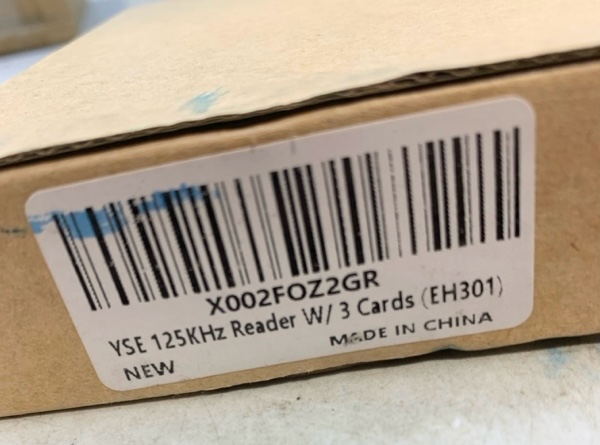 X002FOZ2GR
YSE 125KHz Reader W/ 3 Cards (EH301)
NEW
MADE IN CHINA